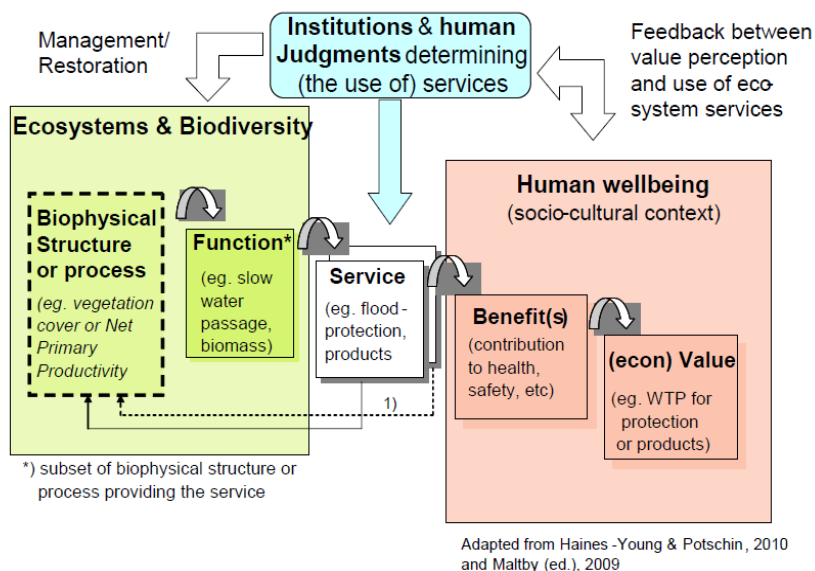 Management/
Restoration
Institutions & human
Judgments determining
(the use of) services
Feedback between
value perception
and use of eco-
system services
Ecosystems & Biodiversity
Biophysical
Structure
or process
(eg. vegetation
cover or Net
Primary
Productivity
Function*
(eg. slow
water
passage,
biomass)
Service
(eg. flood-
protection,
products
Human wellbeing
(socio-cultural context)
Benefit(s)
(contribution
to health,
safety, etc)
(econ) Value
(eg. WTP for
protection
or products)
1)
*) subset of biophysical structure or
process providing the service
Adapted from Haines-Young & Potschin, 2010
and Maltby (ed.), 2009